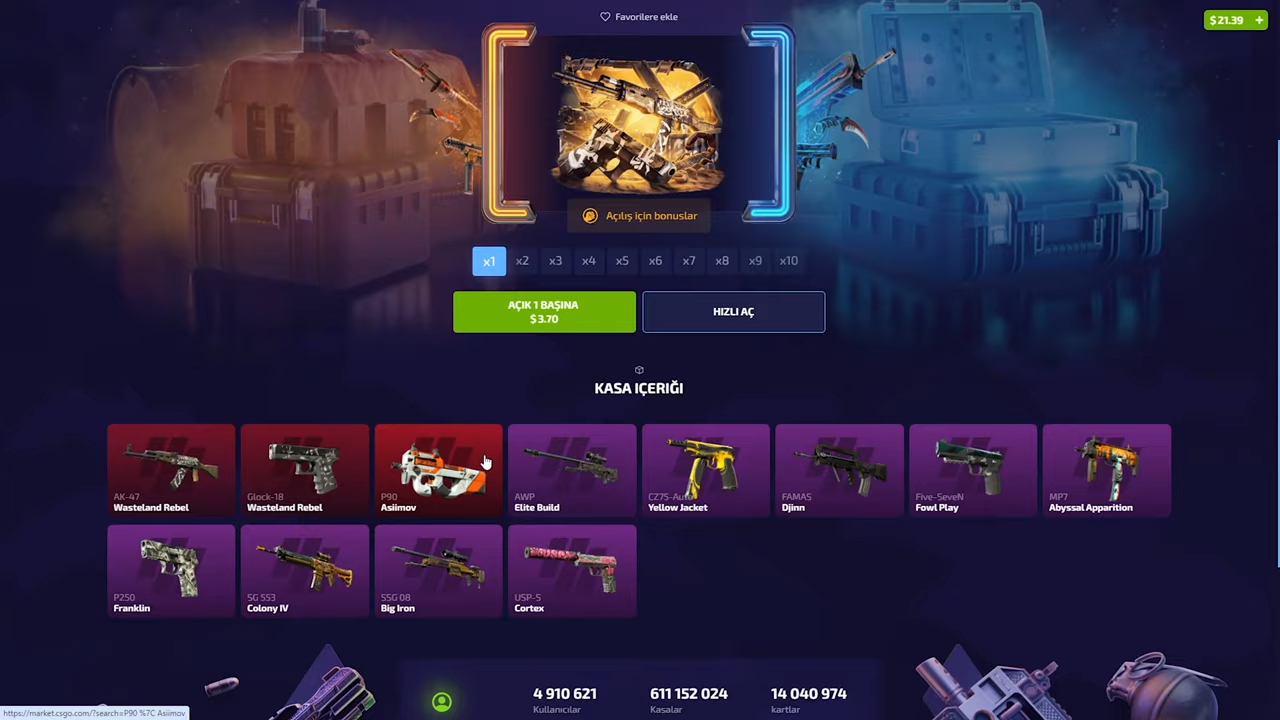 Favorilere ekle
$21.39 +
Açılış için bonuslar
x1 x2 x3 x4 x5 x6 x7 x8 x9 x10
AÇIK 1 BAŞINA
$3.70
HIZLI AÇ
KASA IÇERIĞI
AK-47
Wasteland Rebel
Glock-18
Wasteland Rebel
P90
Asiimov
AWP
Elite Build
CZ75-Auto
Yellow Jacket
FAMAS
Djinn
Five-SeveN
Fowl Play
MP7
Abyssal Apparition
P250
Franklin
SG 553
Colony IV
SSG 08
Big Iron
USP-S
Cortex
4 910 621
Kullanıcılar
611 152 024
Kasalar
14 040 974
kartlar
https://market.csgo.com/?search=P90 %7C Asiimov